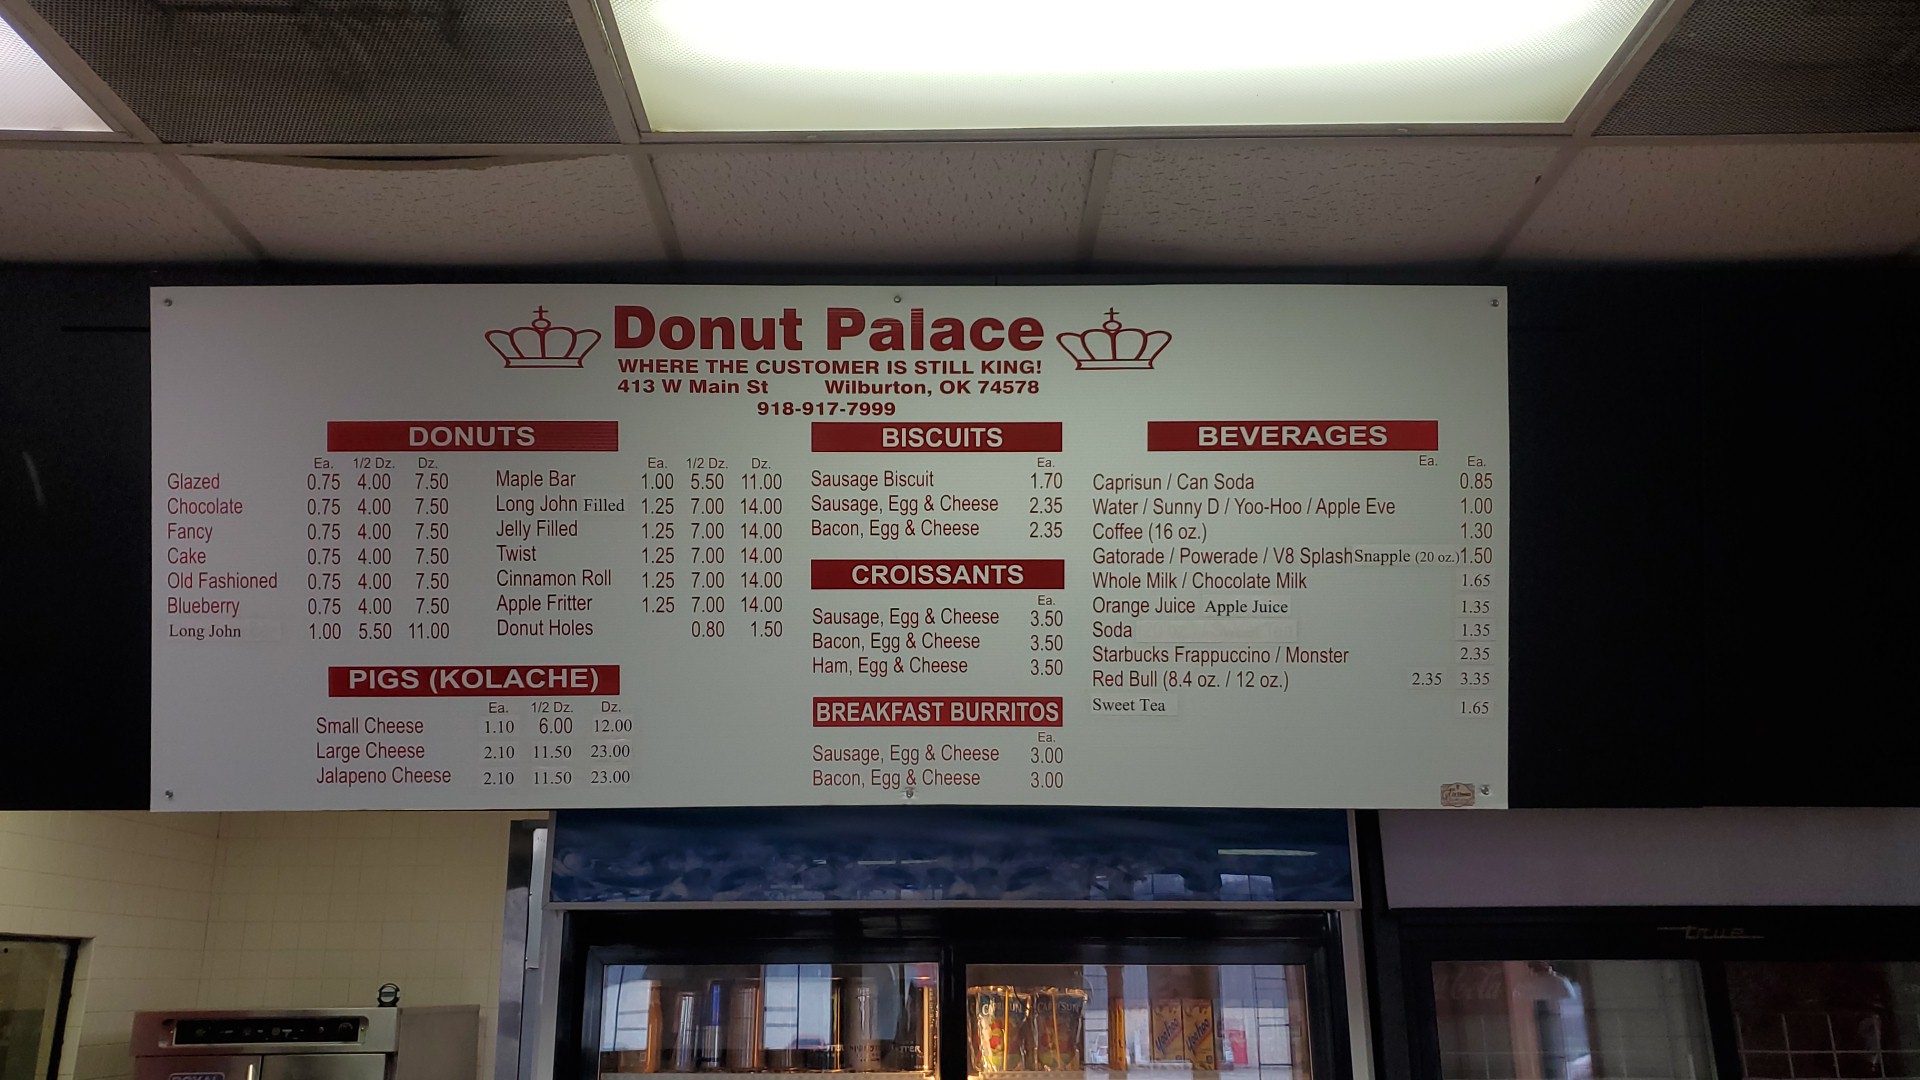 Donut Palace
WHERE THE CUSTOMER IS STILL KING!
413 W Main St Wilburton, OK 74578
918-917-7999
DONUTS
Ea. 1/2 Dz. Dz.
Glazed 0.75 4.00 7.50
Chocolate 0.75 4.00 7.50
Fancy 0.75 4.00 7.50
Cake 0.75 4.00 7.50
Old Fashioned 0.75 4.00 7.50
Blueberry 0.75 4.00 7.50
Long John 1.00 5.50 11.00
Ea. 1/2 Dz. Dz.
Maple Bar 1.00 5.50 11.00
Long John Filled 1.25 7.00 14.00
Jelly Filled 1.25 7.00 14.00
Twist 1.25 7.00 14.00
Cinnamon Roll 1.25 7.00 14.00
Apple Fritter 1.25 7.00 14.00
Donut Holes 0.80 1.50
PIGS (KOLACHE)
Ea. 1/2 Dz. Dz.
Small Cheese 1.10 6.00 12.00
Large Cheese 2.10 11.50 23.00
Jalapeno Cheese 2.10 11.50 23.00
BISCUITS
Ea.
Sausage Biscuit 1.70
Sausage, Egg & Cheese 2.35
Bacon, Egg & Cheese 2.35
CROISSANTS
Ea.
Sausage, Egg & Cheese 3.50
Bacon, Egg & Cheese 3.50
Ham, Egg & Cheese 3.50
BREAKFAST BURRITOS
Ea.
Sausage, Egg & Cheese 3.00
Bacon, Egg & Cheese 3.00
BEVERAGES
Ea. Ea.
Caprisun / Can Soda 0.85
Water / Sunny D / Yoo-Hoo / Apple Eve 1.00
Coffee (16 oz.) 1.30
Gatorade / Powerade / V8 Splash Snapple (20 oz.) 1.50
Whole Milk / Chocolate Milk 1.65
Orange Juice Apple Juice 1.35
Soda 1.35
Starbucks Frappuccino / Monster 2.35
Red Bull (8.4 oz. / 12 oz.) 2.35 3.35
Sweet Tea 1.65
true